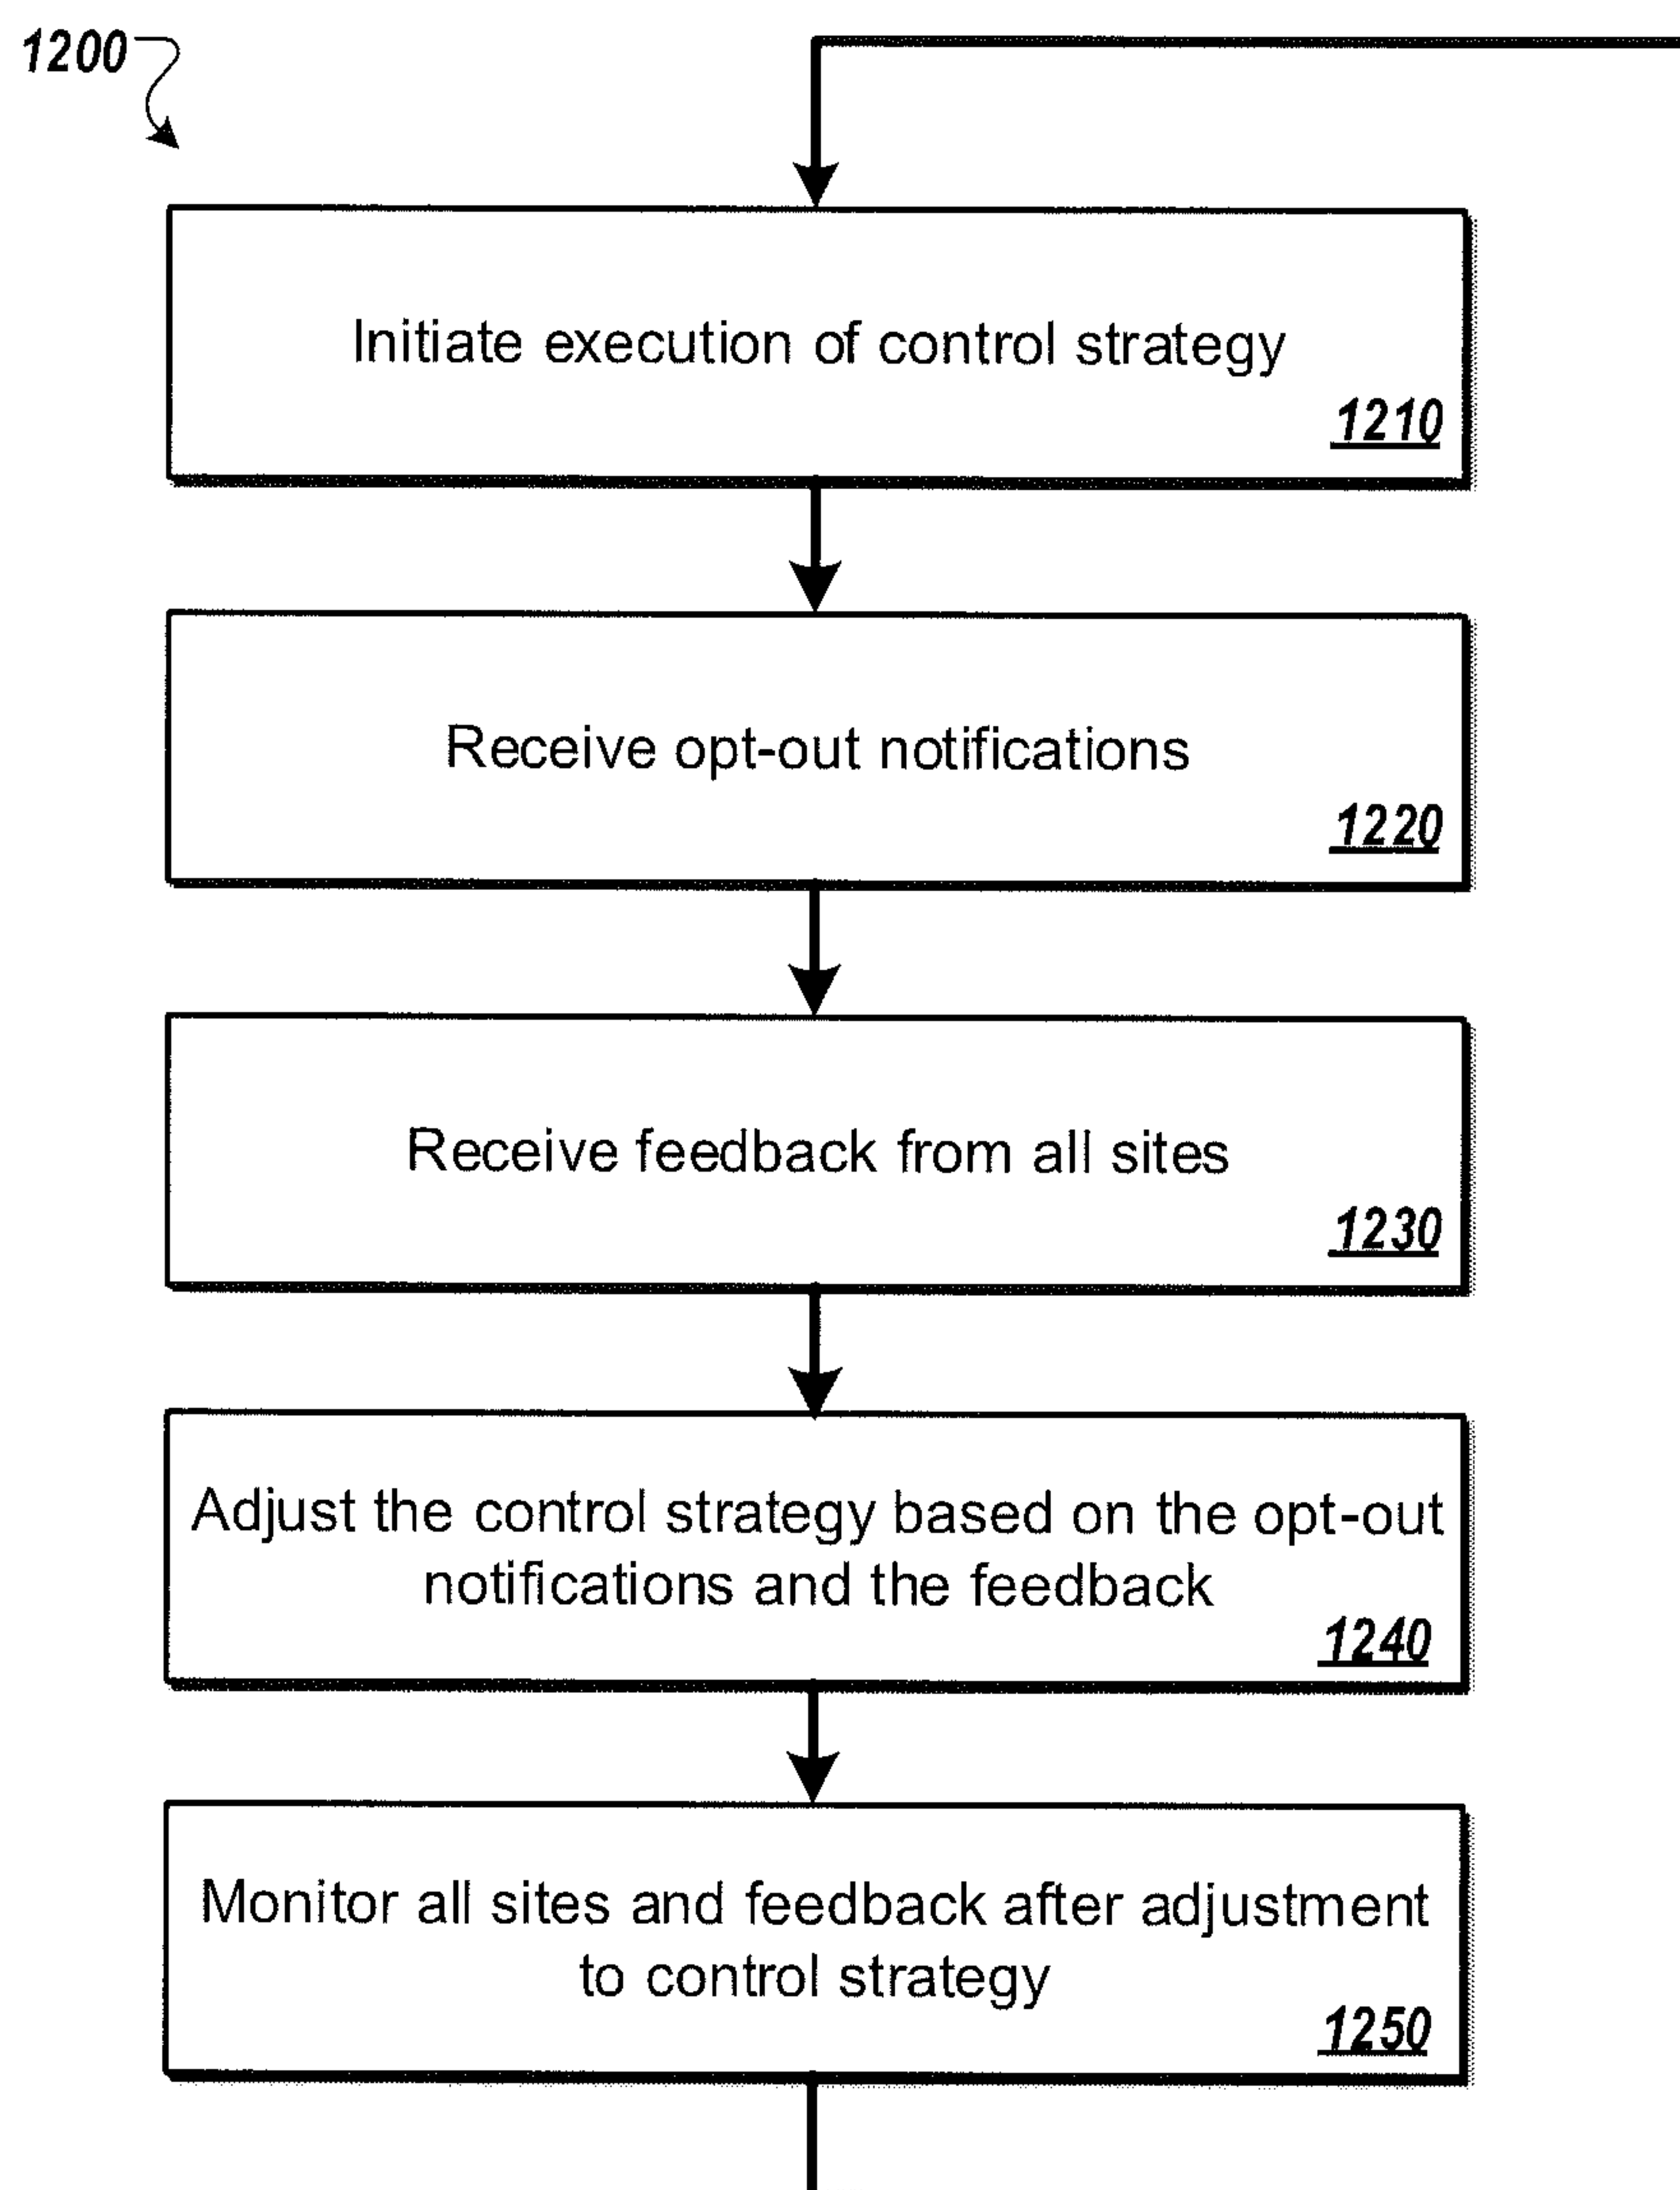 1200
Initiate execution of control strategy
1210
Receive opt-out notifications
1220
Receive feedback from all sites
1230
Adjust the control strategy based on the opt-out
notifications and the feedback
1240
Monitor all sites and feedback after adjustment
to control strategy
1250